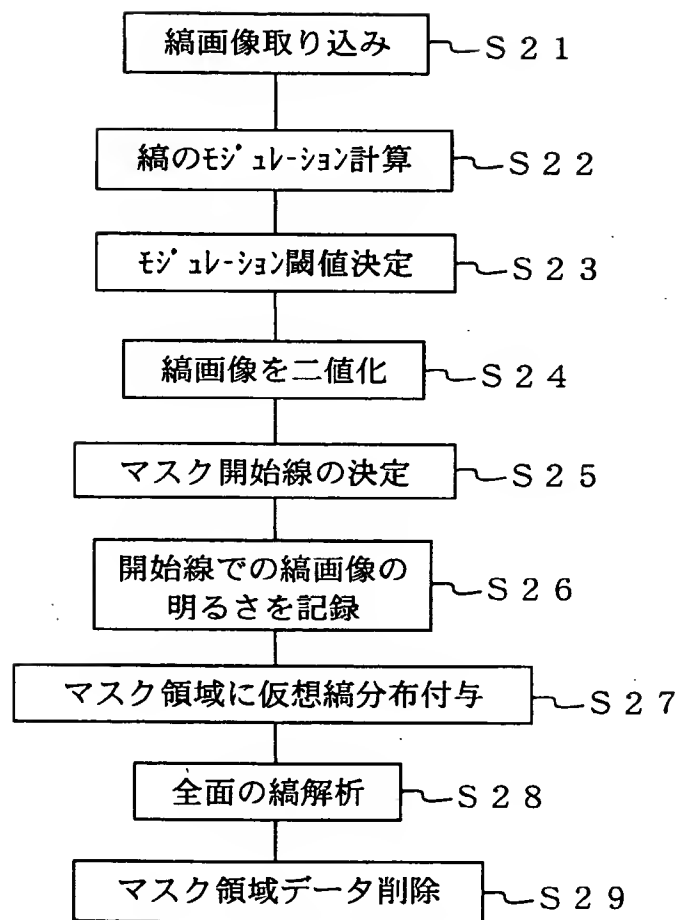 縞画像取り込み S21
縞のﾓｼﾞｭﾚｰｼｮﾝ計算 S22
ﾓｼﾞｭﾚｰｼｮﾝ閾値決定 S23
縞画像を二値化 S24
マスク開始線の決定 S25
開始線での縞画像の
明るさを記録 S26
マスク領域に仮想縞分布付与 S27
全面の縞解析 S28
マスク領域データ削除 S29